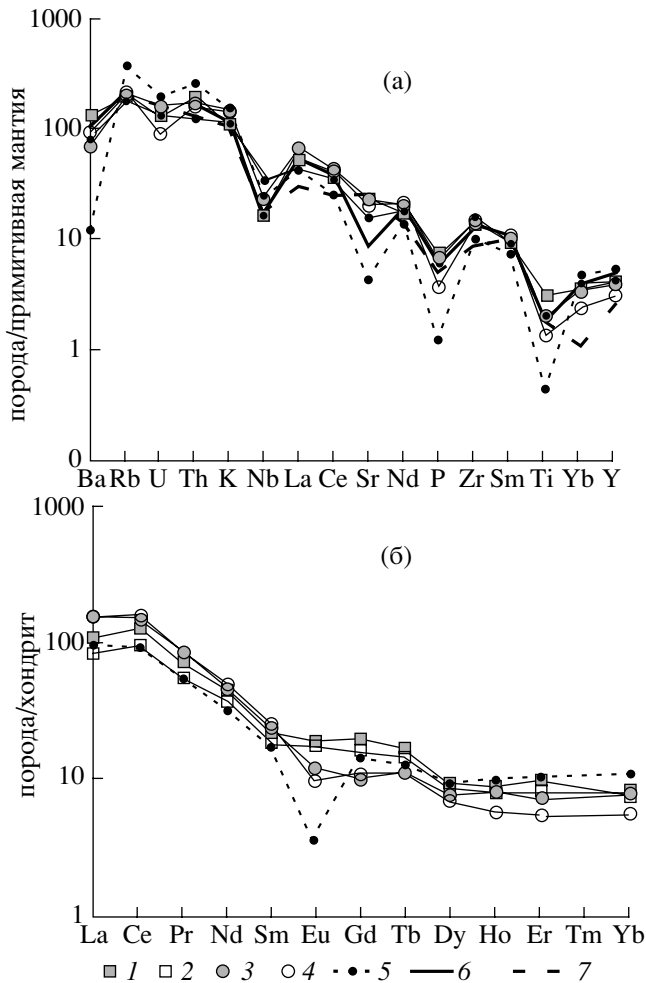 1000
(а)
100
10
1
0
порода/примитивная мантия
Ba Rb U Th K Nb La Ce Sr Nd P Zr Sm Ti Yb Y
1000
(б)
100
10
1
порода/хондрит
La Ce Pr Nd Sm Eu Gd Tb Dy Ho Er Tm Yb
1 2 3 4 5 6 7